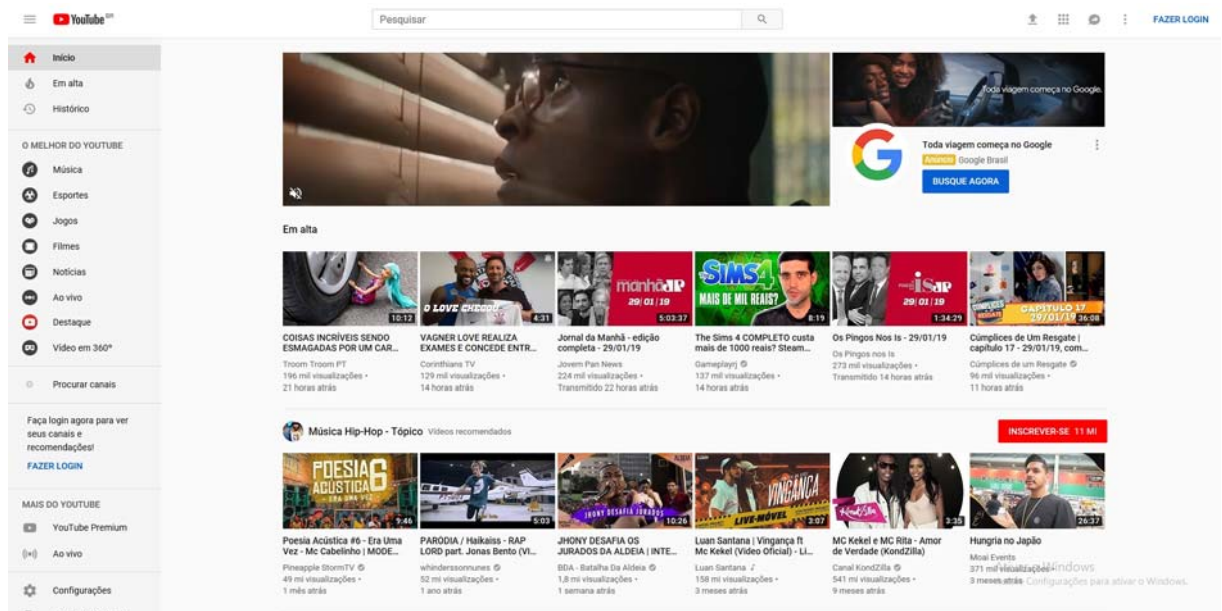 YouTube BR
Pesquisar
FAZER LOGIN
Início
Em alta
Histórico
O MELHOR DO YOUTUBE
Música
Esportes
Jogos
Filmes
Notícias
Ao vivo
Destaque
Vídeo em 360°
Procurar canais
Faça login agora para ver
seus canais e
recomendações!
FAZER LOGIN
MAIS DO YOUTUBE
YouTube Premium
Ao vivo
Configurações
Toda viagem começa no Google.
Toda viagem começa no Google
Anúncio Google Brasil
BUSQUE AGORA
Em alta
10:12
COISAS INCRÍVEIS SENDO
ESMAGADAS POR UM CAR...
Troom Troom PT
196 mil visualizações •
21 horas atrás
O LOVE CHEGOU
4:31
VAGNER LOVE REALIZA
EXAMES E CONCEDE ENTR...
Corinthians TV
129 mil visualizações •
14 horas atrás
manhã JP
29|01|19
5:03:37
Jornal da Manhã - edição
completa - 29/01/19
Jovem Pan News
224 mil visualizações •
Transmitido 22 horas atrás
SIMS4
MAIS DE MIL REAIS?
8:19
The Sims 4 COMPLETO custa
mais de 1000 reais? Steam...
Gameplayrj
137 mil visualizações •
14 horas atrás
iS JP
29|01|19
1:34:29
Os Pingos Nos Is - 29/01/19
Os Pingos nos Is
273 mil visualizações •
Transmitido 14 horas atrás
CÚMPLICES
RESGATE
CAPÍTULO 17
29/01/19
36:08
Cúmplices de Um Resgate |
capítulo 17 - 29/01/19, com...
Cúmplices de um Resgate
96 mil visualizações •
11 horas atrás
Música Hip-Hop - Tópico Vídeos recomendados
INSCREVER-SE 11 MI
POESIA
ACÚSTICA 6
ERA UMA VEZ
9:46
Poesia Acústica #6 - Era Uma
Vez - Mc Cabelinho | MODE...
Pineapple StormTV
49 mi visualizações •
1 mês atrás
5:03
PARÓDIA / Haikaiss - RAP
LORD part. Jonas Bento (VI...
whinderssonnunes
52 mi visualizações •
1 ano atrás
ALDEIA
JHONY DESAFIA JURADOS
10:26
JHONY DESAFIA OS
JURADOS DA ALDEIA | INTE...
BDA - Batalha Da Aldeia
1,8 mi visualizações •
1 semana atrás
VINGANÇA
LIVE-MÓVEL
3:07
Luan Santana | Vingança ft
Mc Kekel (Video Oficial) - Li...
Luan Santana
158 mi visualizações •
3 meses atrás
KondZilla
3:35
MC Kekel e MC Rita - Amor
de Verdade (KondZilla)
Canal KondZilla
541 mi visualizações •
9 meses atrás
26:37
Hungria no Japão
Moai Events
371 mil visualizações •
3 meses atrás
Windows
Configurações para ativar o Windows.